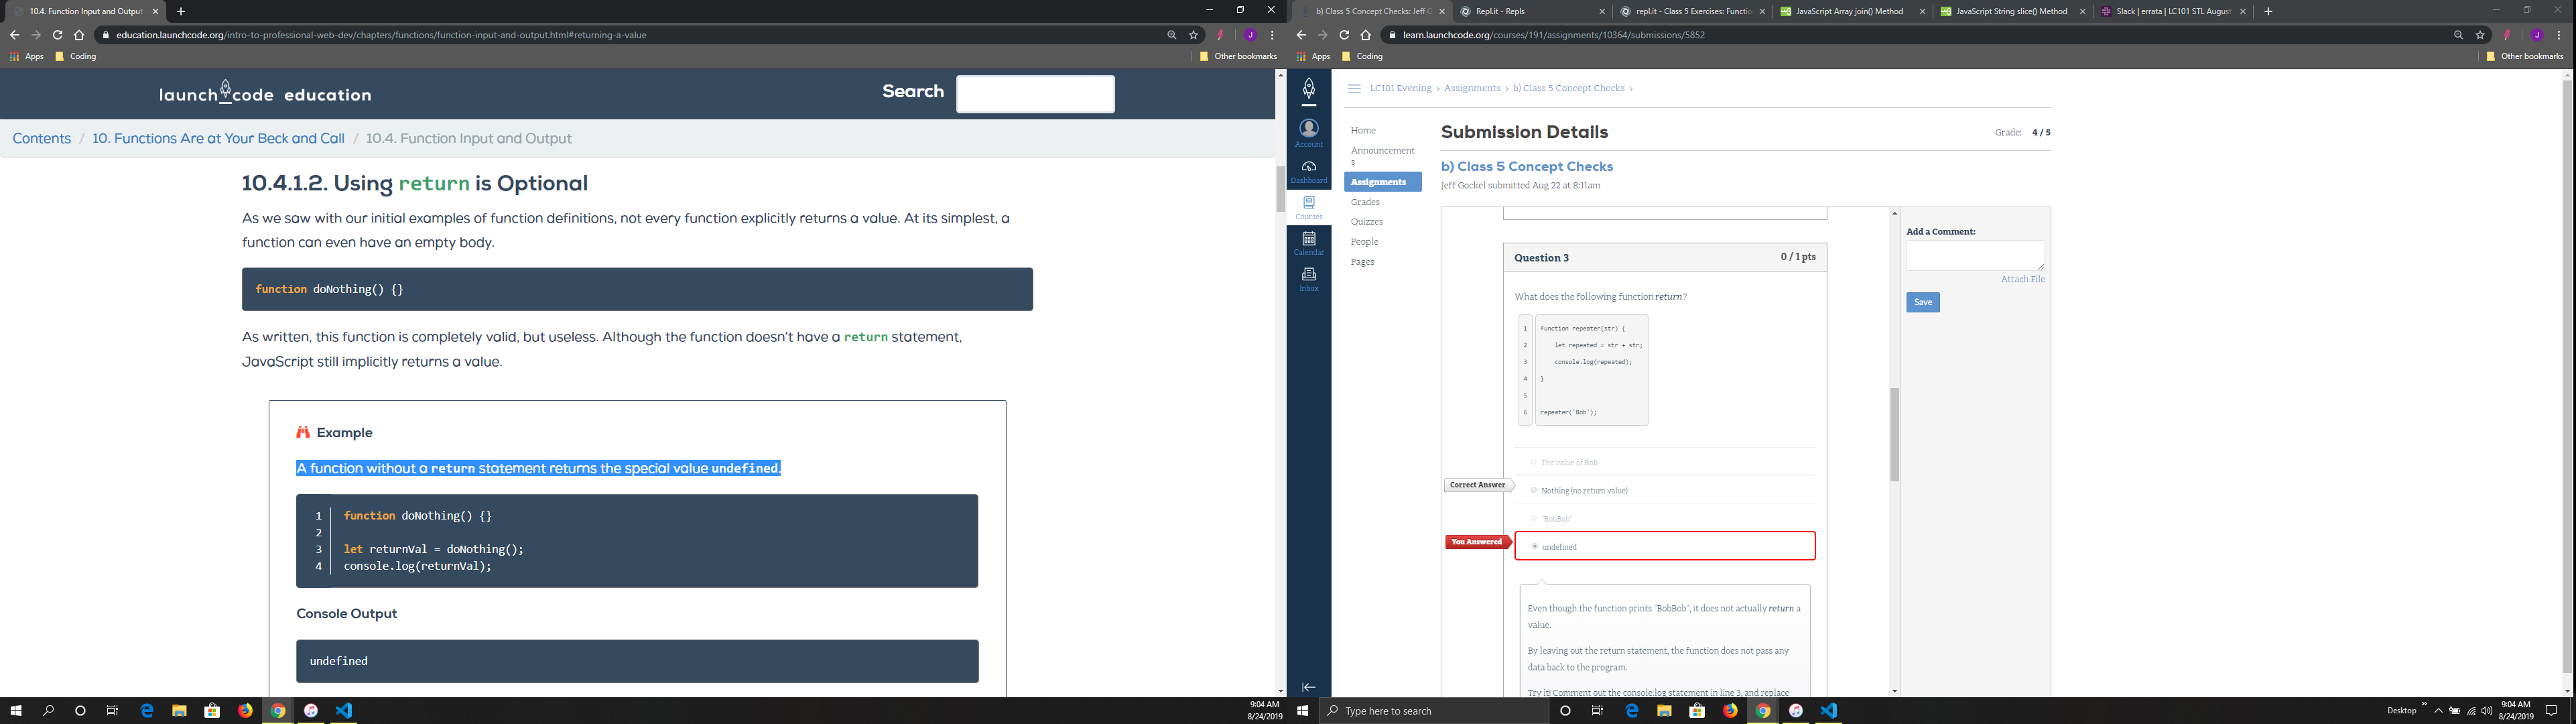 10.4. Function Input and Output
education.launchcode.org/intro-to-professional-web-dev/chapters/functions/function-input-and-output.html#returning-a-value
Apps
Coding
Other bookmarks
launch code education
Search
Contents / 10. Functions Are at Your Beck and Call / 10.4. Function Input and Output
10.4.1.2. Using return is Optional
As we saw with our initial examples of function definitions, not every function explicitly returns a value. At its simplest, a
function can even have an empty body.
function doNothing() {}
As written, this function is completely valid, but useless. Although the function doesn't have a return statement,
JavaScript still implicitly returns a value.
Example
A function without a return statement returns the special value undefined.
1 function doNothing() {}
2
3 let returnVal = doNothing();
4 console.log(returnVal);
Console Output
undefined
9:04 AM
8/24/2019
b) Class 5 Concept Checks: Jeff G
Repl.it - Repls
repl.it - Class 5 Exercises: Functio
JavaScript Array join() Method
JavaScript String slice() Method
Slack | errata | LC101 STL August
learn.launchcode.org/courses/191/assignments/10364/submissions/5852
Apps
Coding
Other bookmarks
Account
Dashboard
Courses
Calendar
Inbox
LC101 Evening > Assignments > b) Class 5 Concept Checks >
Home
Announcement
s
Assignments
Grades
Quizzes
People
Pages
Submission Details
Grade: 4 / 5
b) Class 5 Concept Checks
Jeff Gockel submitted Aug 22 at 8:11am
Question 3
0 / 1 pts
What does the following function return?
1 function repeater(str) {
2 let repeated = str + str;
3 console.log(repeated);
4 }
5
6 repeater('Bob');
The value of Bob
Correct Answer
Nothing (no return value)
"BobBob"
You Answered
undefined
Even though the function prints "BobBob", it does not actually return a
value.
By leaving out the return statement, the function does not pass any
data back to the program.
Try it! Comment out the console.log statement in line 3, and replace
Add a Comment:
Attach File
Save
Type here to search
Desktop
9:04 AM
8/24/2019